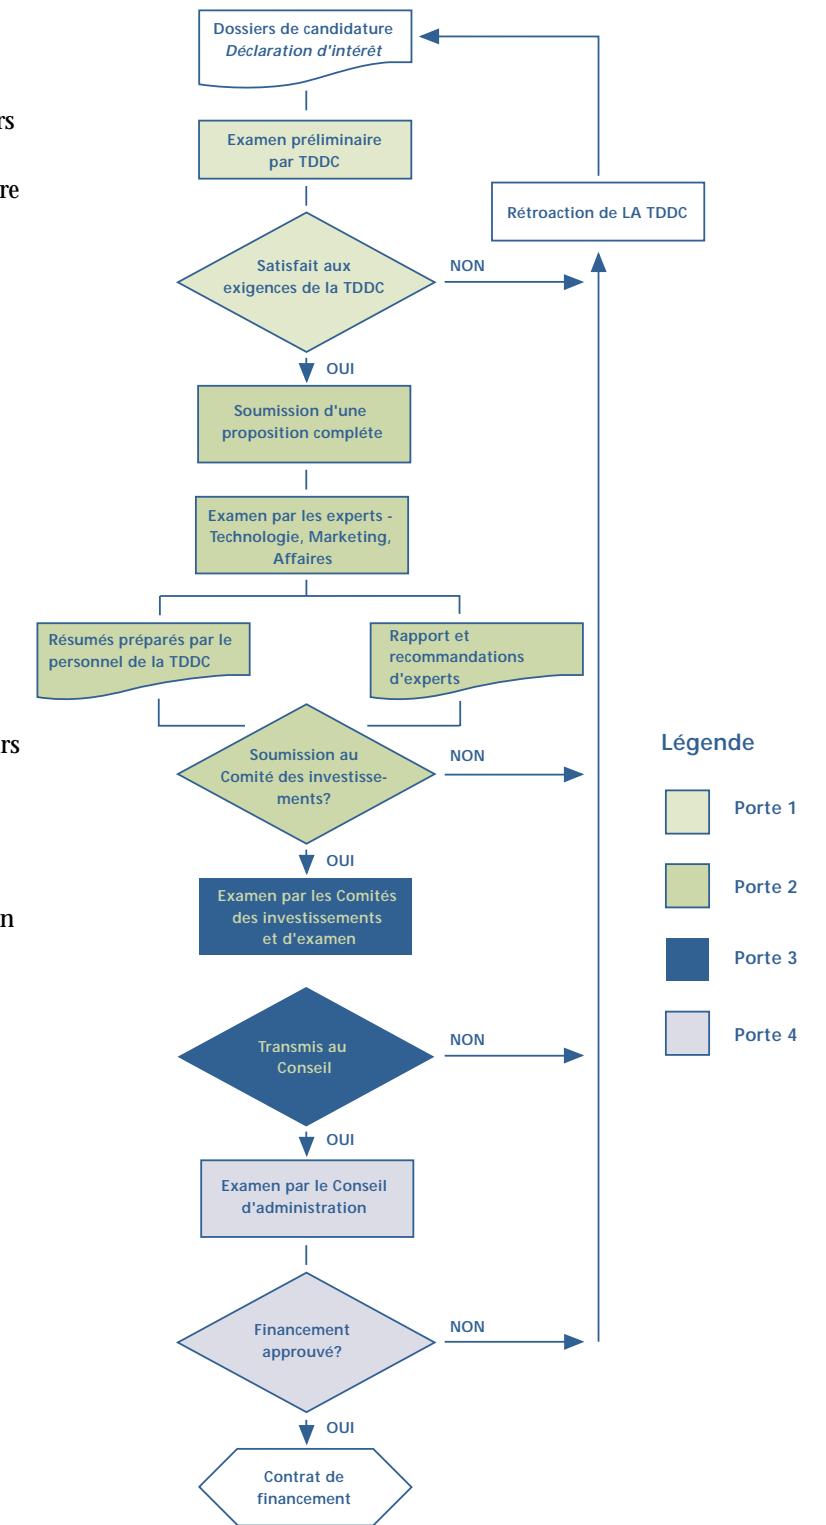 Dossiers de candidature
Déclaration d'intérêt
rs
Examen préliminaire
par TDDC
re
Rétroaction de LA TDDC
Satisfait aux
exigences de la TDDC
NON
OUI
Soumission d'une
proposition compléte
Examen par les experts -
Technologie, Marketing,
Affaires
Résumés préparés par le
personnel de la TDDC
Rapport et
recommandations
d'experts
rs
Soumission au
Comité des investisse-
ments?
NON
OUI
Examen par les Comités
des investissements
et d'examen
n
Transmis au
Conseil
NON
OUI
Examen par le Conseil
d'administration
Financement
approuvé?
NON
OUI
Contrat de
financement
Légende
Porte 1
Porte 2
Porte 3
Porte 4